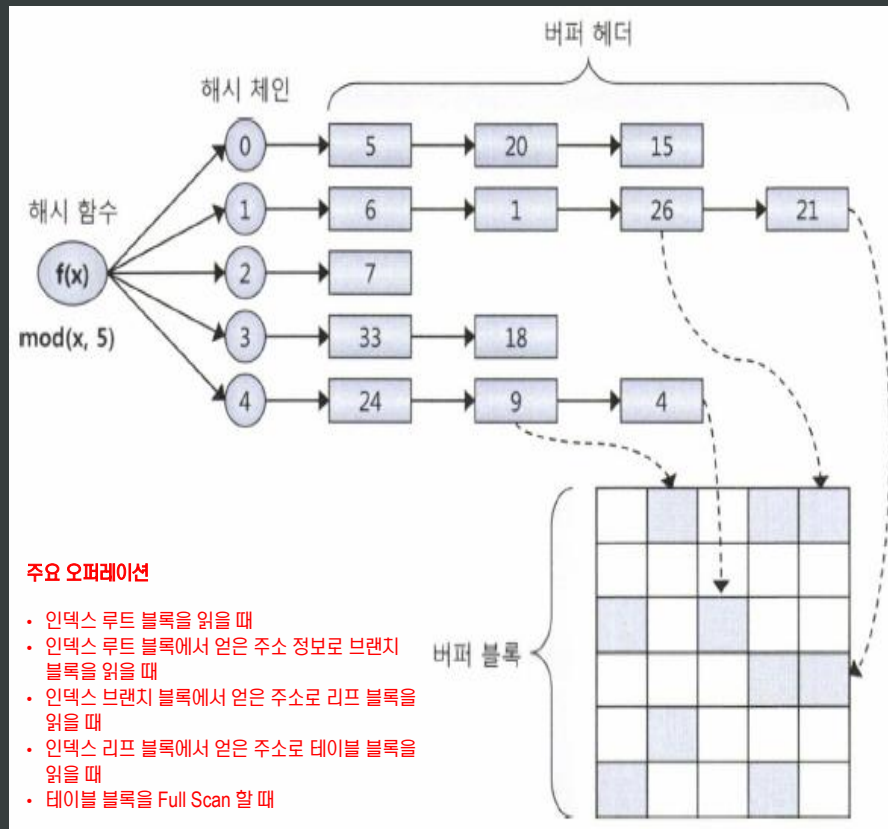 버퍼 헤더
해시 체인
0 5 20 15
해시 함수
1 6 1 26 21
f(x)
2 7
mod(x, 5)
3 33 18
4 24 9 4
주요 오퍼레이션
• 인덱스 루트 블록을 읽을 때
• 인덱스 루트 블록에서 얻은 주소 정보로 브랜치
블록을 읽을 때
• 인덱스 브랜치 블록에서 얻은 주소로 리프 블록을
읽을 때
• 인덱스 리프 블록에서 얻은 주소로 테이블 블록을
읽을 때
• 테이블 블록을 Full Scan 할 때
버퍼 블록